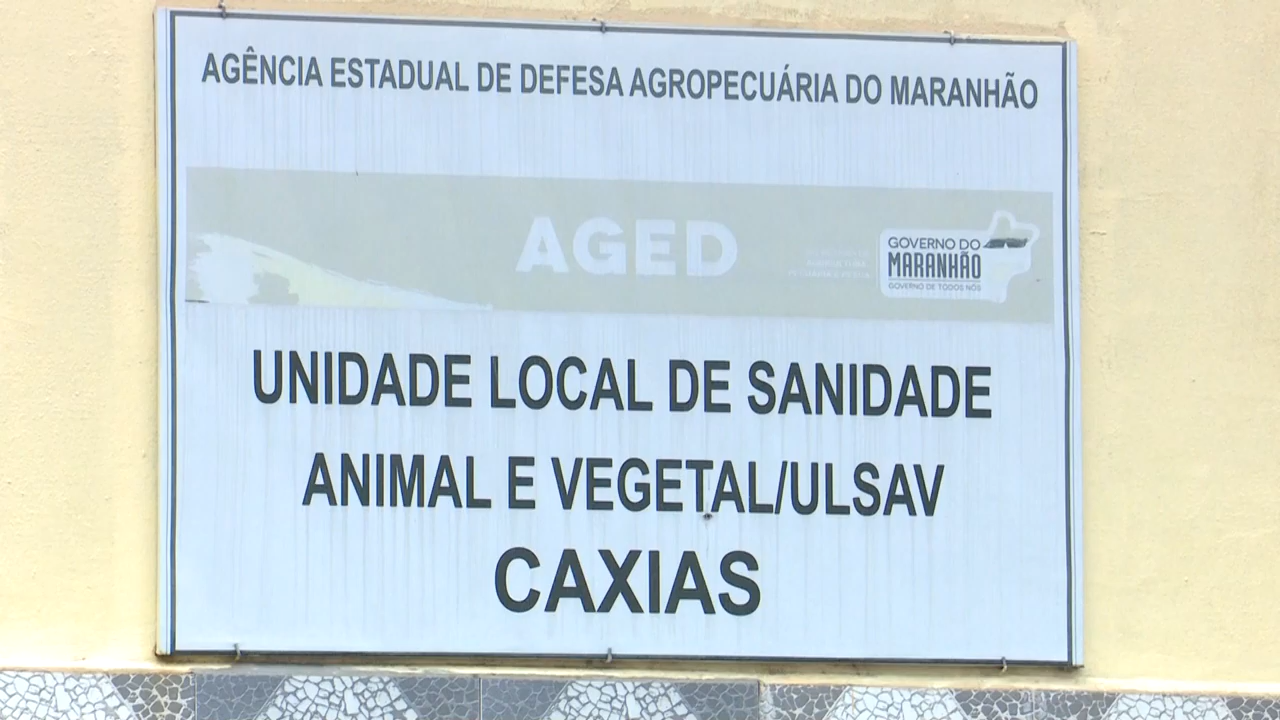 AGÊNCIA ESTADUAL DE DEFESA AGROPECUÁRIA DO MARANHÃO
AGED
GOVERNO DO
MARANHÃO
GOVERNO DE TODOS NÓS
UNIDADE LOCAL DE SANIDADE
ANIMAL E VEGETAL/ULSAV
CAXIAS